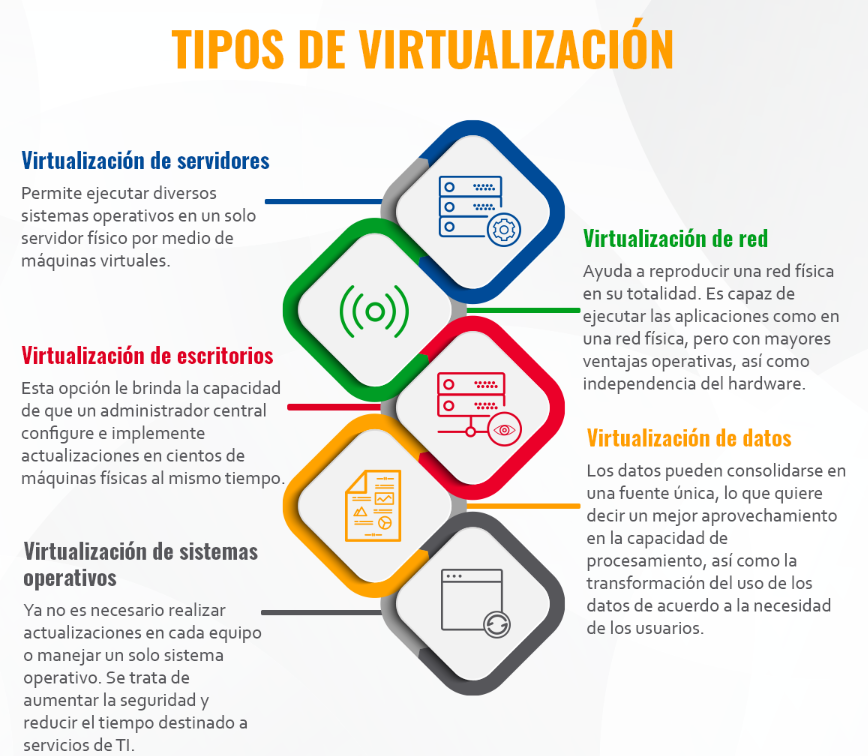 TIPOS DE VIRTUALIZACIÓN
Virtualización de servidores
Permite ejecutar diversos
sistemas operativos en un solo
servidor físico por medio de
máquinas virtuales.
Virtualización de red
Ayuda a reproducir una red física
en su totalidad. Es capaz de
ejecutar las aplicaciones como en
una red física, pero con mayores
ventajas operativas, así como
independencia del hardware.
Virtualización de escritorios
Esta opción le brinda la capacidad
de que un administrador central
configure e implemente
actualizaciones en cientos de
máquinas físicas al mismo tiempo.
Virtualización de datos
Los datos pueden consolidarse en
una fuente única, lo que quiere
decir un mejor aprovechamiento
en la capacidad de
procesamiento, así como la
transformación del uso de los
datos de acuerdo a la necesidad
de los usuarios.
Virtualización de sistemas
operativos
Ya no es necesario realizar
actualizaciones en cada equipo
o manejar un solo sistema
operativo. Se trata de
aumentar la seguridad y
reducir el tiempo destinado a
servicios de TI.